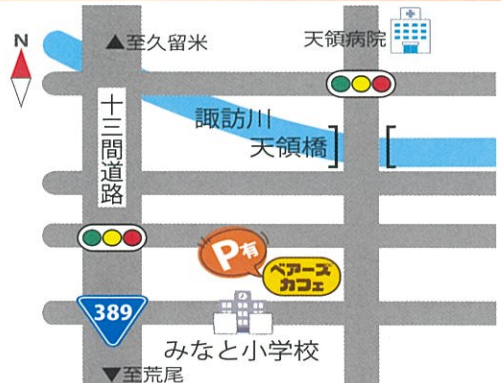 N
▲至久留米
天領病院
十三間道路
諏訪川
天領橋
P有
ベアーズ
カフェ
389
みなと小学校
▼至荒尾